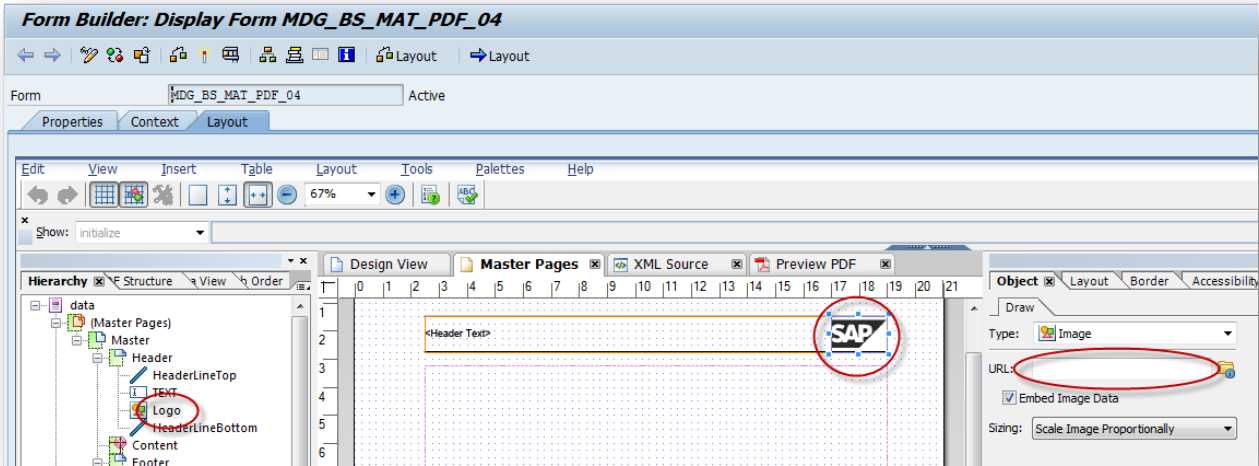 Form Builder: Display Form MDG_BS_MAT_PDF_04
Layout Layout
Form MDG_BS_MAT_PDF_04 Active
Properties Context Layout
Edit View Insert Table Layout Tools Palettes Help
67%
ABC
Show: initialize
Design View Master Pages XML Source Preview PDF
Hierarchy Structure View Order
Object Layout Border Accessibility
0 1 2 3 4 5 6 7 8 9 10 11 12 13 14 15 16 17 18 19 20 21
data
(Master Pages)
Master
Header
HeaderLineTop
TEXT
Logo
HeaderLineBottom
Content
Footer
1
2
3
4
5
6
<Header Text>
SAP
Draw
Type: Image
URL:
Embed Image Data
Sizing: Scale Image Proportionally